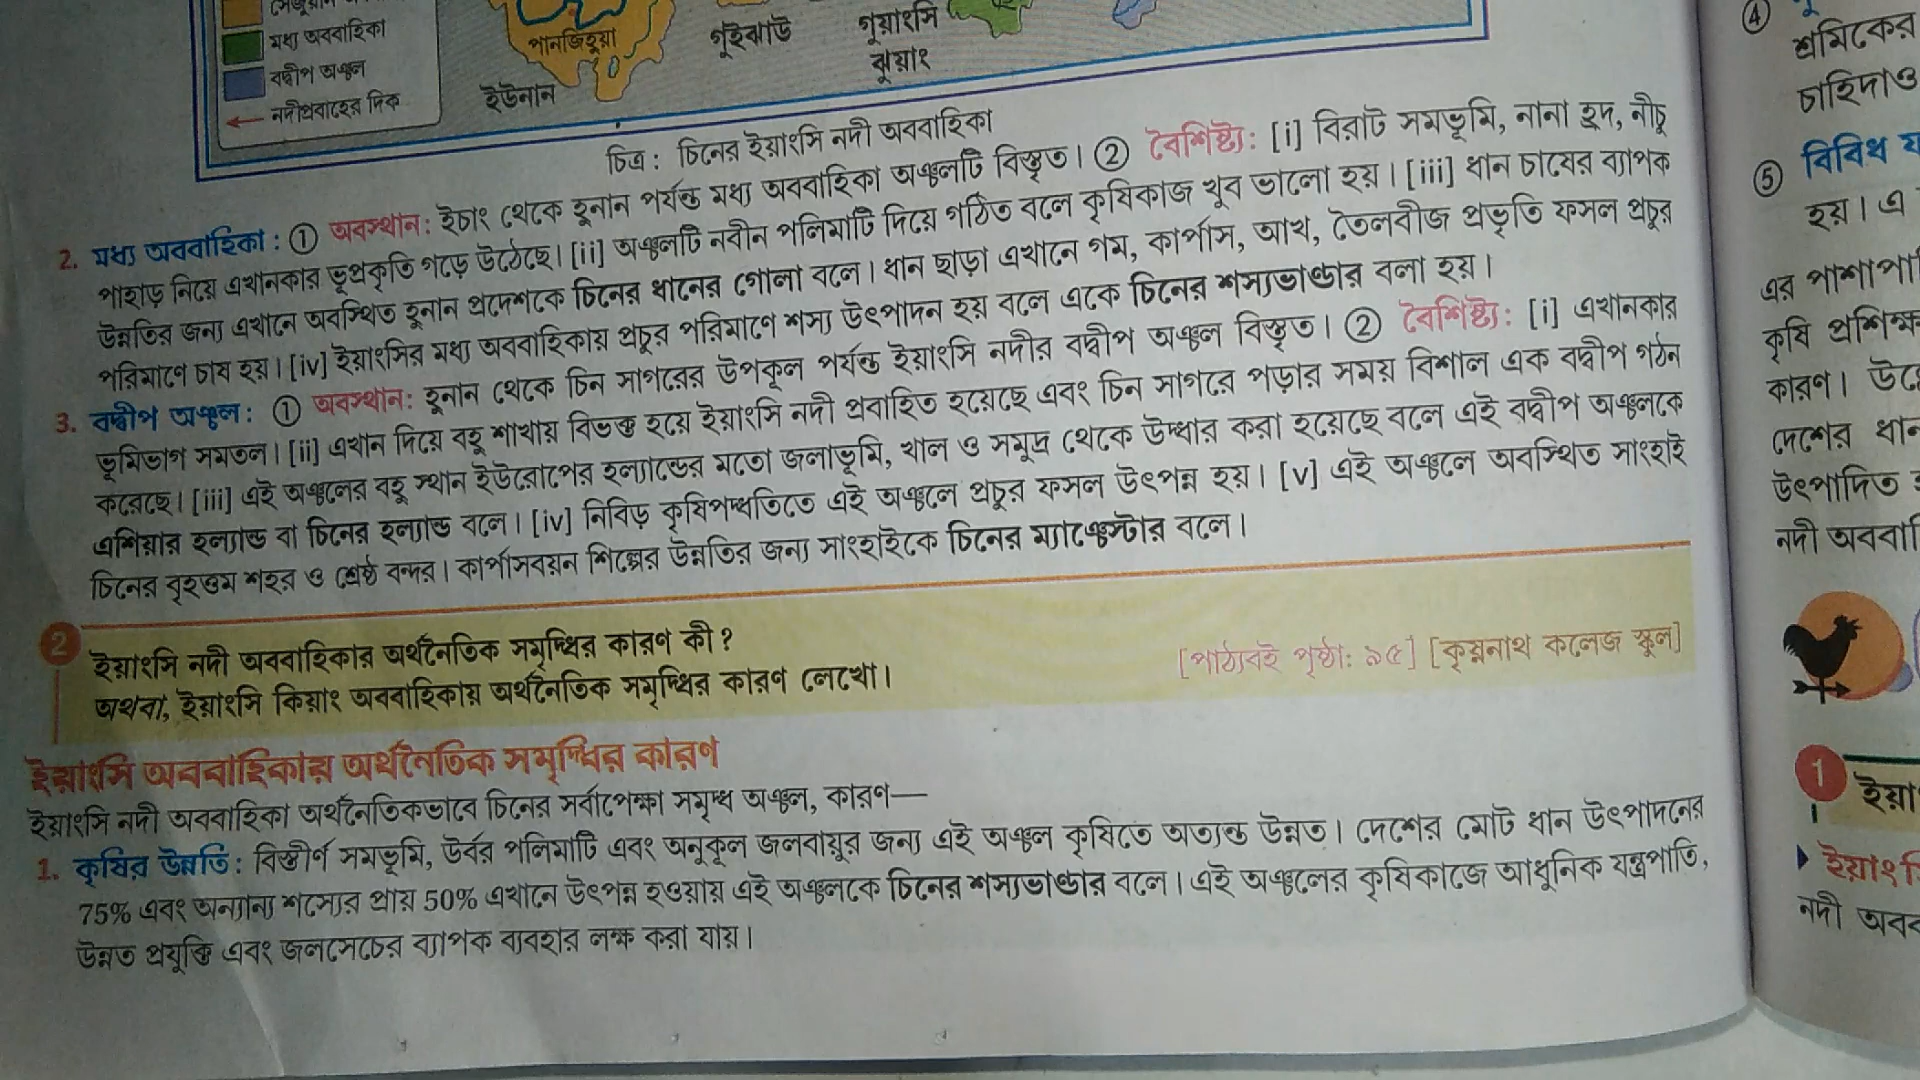 মধ্য অববাহিকা
বদ্বীপ অঞ্চল
নদীপ্রবাহের দিক
পানজিহুয়া
ইউনান
গুইঝাউ
গুয়াংসি
ঝুয়াং
চিত্র : চিনের ইয়াংসি নদী অববাহিকা
2. মধ্য অববাহিকা : ① অবস্থান: ইচাং থেকে হুনান পর্যন্ত মধ্য অববাহিকা অঞ্চলটি বিস্তৃত। ② বৈশিষ্ট্য: [i] বিরাট সমভূমি, নানা হ্রদ, নীচু
পাহাড় নিয়ে এখানকার ভূপ্রকৃতি গড়ে উঠেছে। [ii] অঞ্চলটি নবীন পলিমাটি দিয়ে গঠিত বলে কৃষিকাজ খুব ভালো হয়। [iii] ধান চাষের ব্যাপক
উন্নতির জন্য এখানে অবস্থিত হুনান প্রদেশকে চিনের ধানের গোলা বলে। ধান ছাড়া এখানে গম, কার্পাস, আখ, তৈলবীজ প্রভৃতি ফসল প্রচুর
পরিমাণে চাষ হয়। [iv] ইয়াংসির মধ্য অববাহিকায় প্রচুর পরিমাণে শস্য উৎপাদন হয় বলে একে চিনের শস্যভাণ্ডার বলা হয়।
3. বদ্বীপ অঞ্চল: ① অবস্থান: হুনান থেকে চিন সাগরের উপকূল পর্যন্ত ইয়াংসি নদীর বদ্বীপ অঞ্চল বিস্তৃত। ② বৈশিষ্ট্য: [i] এখানকার
ভূমিভাগ সমতল। [ii] এখান দিয়ে বহু শাখায় বিভক্ত হয়ে ইয়াংসি নদী প্রবাহিত হয়েছে এবং চিন সাগরে পড়ার সময় বিশাল এক বদ্বীপ গঠন
করেছে। [iii] এই অঞ্চলের বহু স্থান ইউরোপের হল্যান্ডের মতো জলাভূমি, খাল ও সমুদ্র থেকে উদ্ধার করা হয়েছে বলে এই বদ্বীপ অঞ্চলকে
এশিয়ার হল্যান্ড বা চিনের হল্যান্ড বলে। [iv] নিবিড় কৃষিপদ্ধতিতে এই অঞ্চলে প্রচুর ফসল উৎপন্ন হয়। [v] এই অঞ্চলে অবস্থিত সাংহাই
চিনের বৃহত্তম শহর ও শ্রেষ্ঠ বন্দর। কার্পাসবয়ন শিল্পের উন্নতির জন্য সাংহাইকে চিনের ম্যাঞ্চেস্টার বলে।
2 ইয়াংসি নদী অববাহিকার অর্থনৈতিক সমৃদ্ধির কারণ কী ?
অথবা, ইয়াংসি কিয়াং অববাহিকায় অর্থনৈতিক সমৃদ্ধির কারণ লেখো।
[পাঠ্যবই পৃষ্ঠা: ৯৫] [কৃষ্ণনাথ কলেজ স্কুল]
ইয়াংসি অববাহিকায় অর্থনৈতিক সমৃদ্ধির কারণ
ইয়াংসি নদী অববাহিকা অর্থনৈতিকভাবে চিনের সর্বাপেক্ষা সমৃদ্ধ অঞ্চল, কারণ—
1. কৃষির উন্নতি : বিস্তীর্ণ সমভূমি, উর্বর পলিমাটি এবং অনুকূল জলবায়ুর জন্য এই অঞ্চল কৃষিতে অত্যন্ত উন্নত। দেশের মোট ধান উৎপাদনের
75% এবং অন্যান্য শস্যের প্রায় 50% এখানে উৎপন্ন হওয়ায় এই অঞ্চলকে চিনের শস্যভাণ্ডার বলে। এই অঞ্চলের কৃষিকাজে আধুনিক যন্ত্রপাতি,
উন্নত প্রযুক্তি এবং জলসেচের ব্যাপক ব্যবহার লক্ষ করা যায়।
④
শ্রমিকের
চাহিদাও
⑤ বিবিধ
হয়। এ
এর পাশাপা
কৃষি প্রশিক্ষ
কারণ।
দেশের ধান
উৎপাদিত
নদী অববা
1 ইয়া
ইয়াংসি
নদী অবব